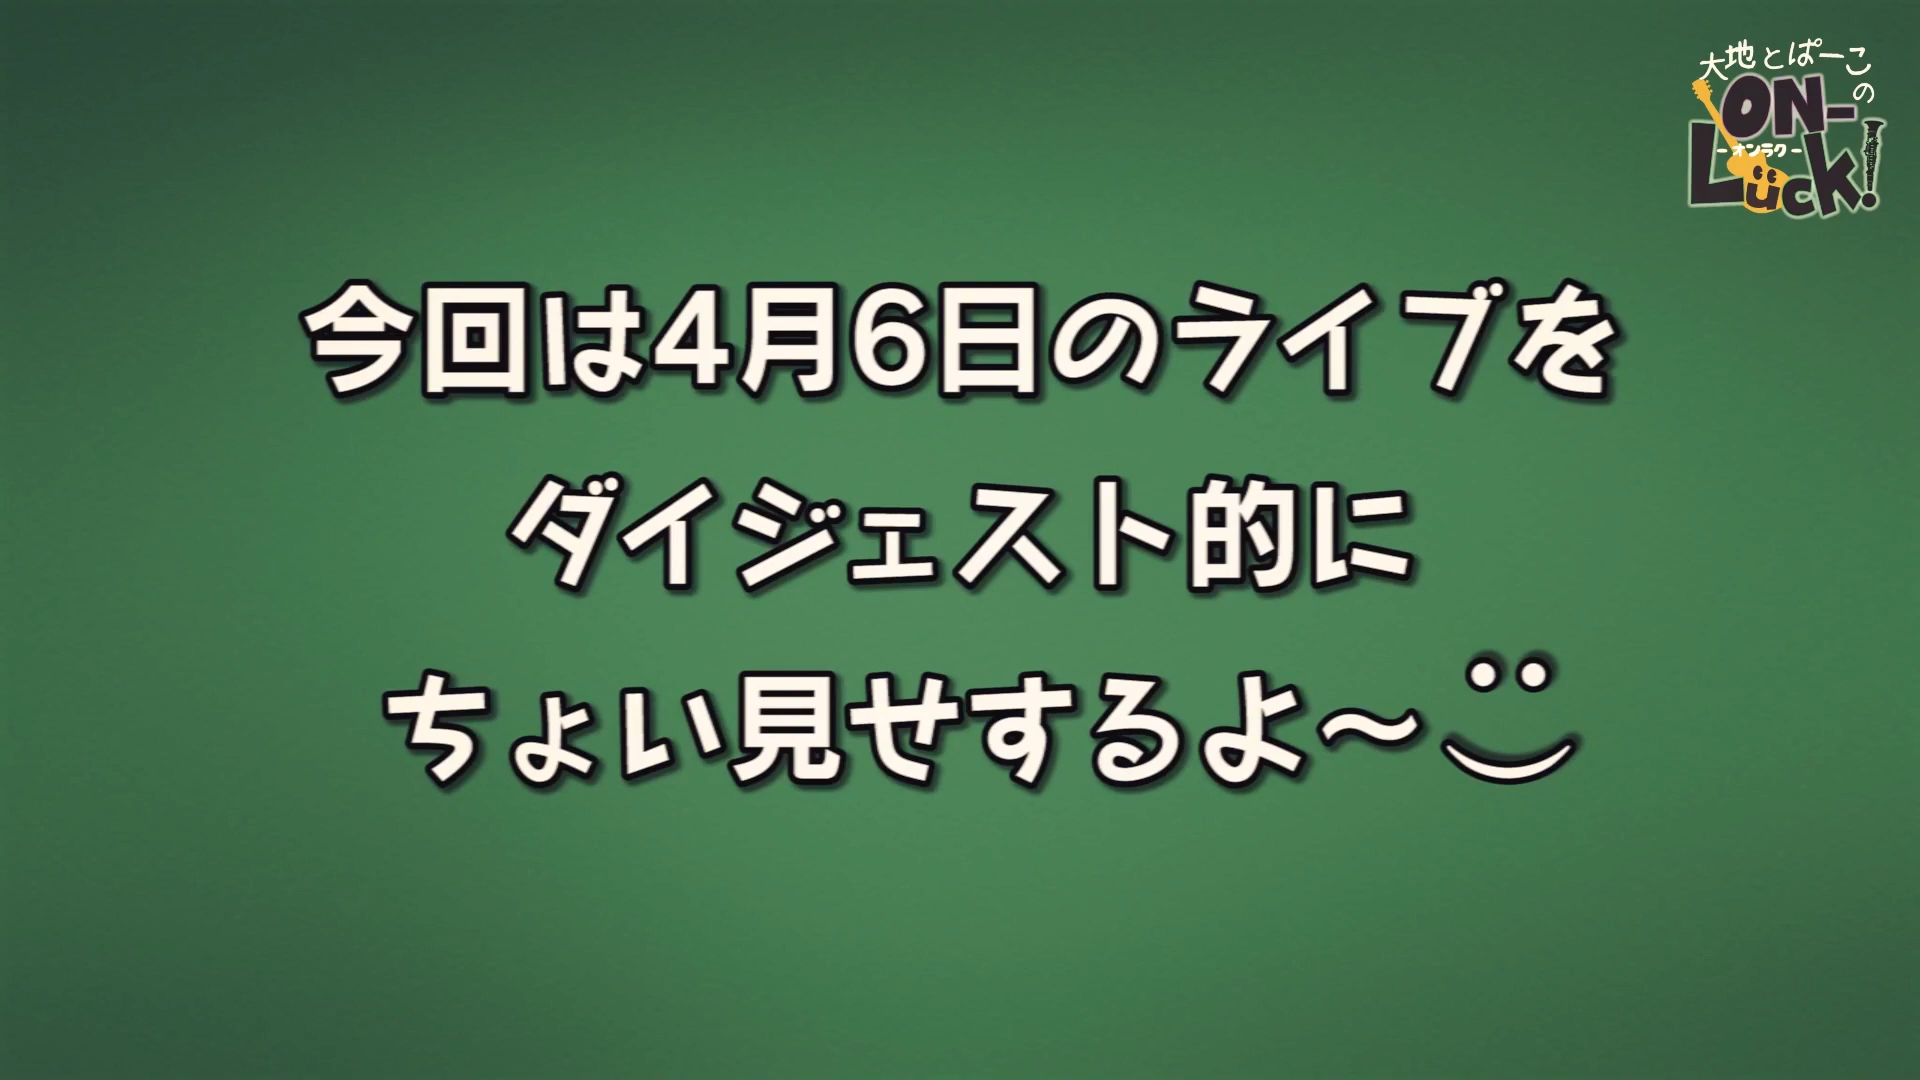 大地とぱーこの
ON-
-オンラク-
Luck!
今回は4月6日のライブを
ダイジェスト的に
ちょい見せするよ～